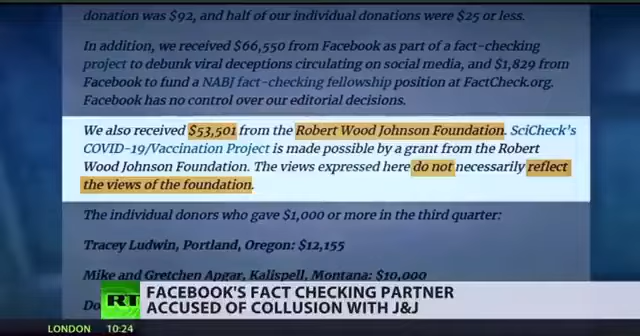 donation was $92, and half of our individual donations were $25 or less.
In addition, we received $66,550 from Facebook as part of a fact-checking
project to debunk viral deceptions circulating on social media, and $1,829 from
Facebook to fund a NABJ fact-checking fellowship position at FactCheck.org.
Facebook has no control over our editorial decisions.
We also received $53,501 from the Robert Wood Johnson Foundation. SciCheck's
COVID-19/Vaccination Project is made possible by a grant from the Robert
Wood Johnson Foundation. The views expressed here do not necessarily reflect
the views of the foundation.
The individual donors who gave $1,000 or more in the third quarter:
Tracey Ludwin, Portland, Oregon: $12,155
Mike and Gretchen Apgar, Kalispell, Montana: $10,000
Do
RT
FACEBOOK'S FACT CHECKING PARTNER
ACCUSED OF COLLUSION WITH J&J
LONDON 10:24